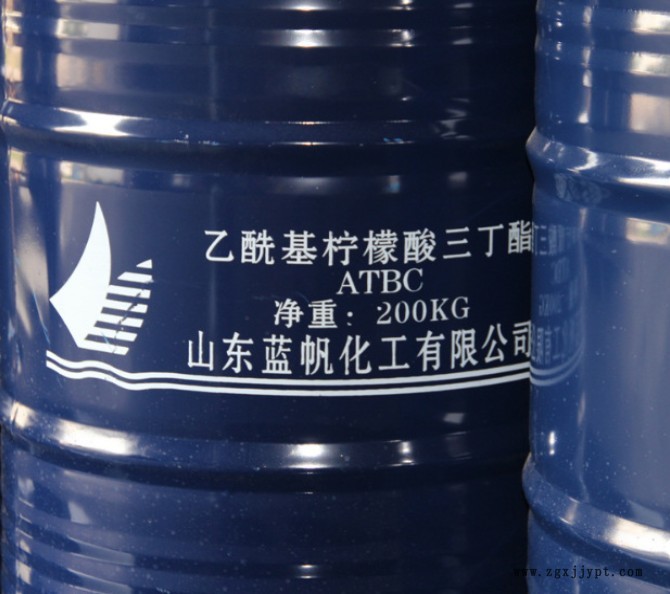 乙酰基柠檬酸三丁酯
ATBC
净重：200KG
山东蓝帆化工有限公司
www.zgxjjypt.com